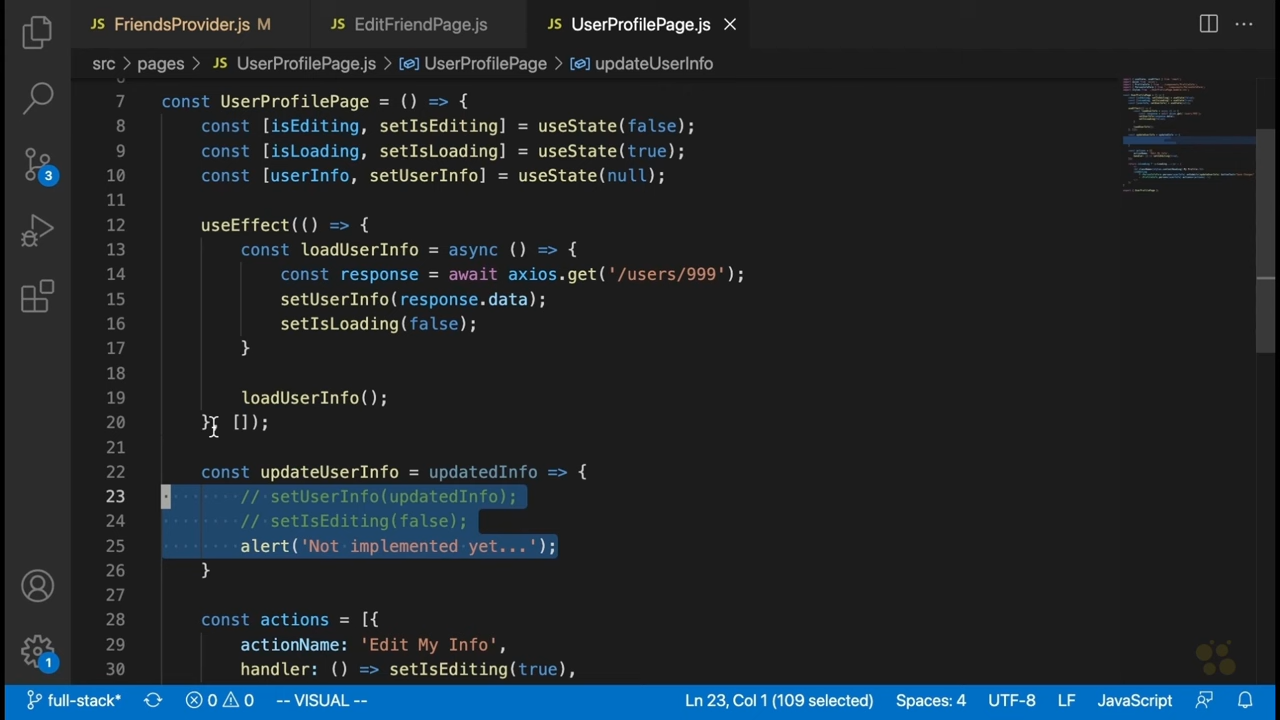 JS FriendsProvider.js M JS EditFriendPage.js JS UserProfilePage.js
src > pages > JS UserProfilePage.js > UserProfilePage > updateUserInfo
7 const UserProfilePage = () => {
8 const [isEditing, setIsEditing] = useState(false);
9 const [isLoading, setIsLoading] = useState(true);
10 const [userInfo, setUserInfo] = useState(null);
11
12 useEffect(() => {
13 const loadUserInfo = async () => {
14 const response = await axios.get('/users/999');
15 setUserInfo(response.data);
16 setIsLoading(false);
17 }
18
19 loadUserInfo();
20 }, []);
21
22 const updateUserInfo = updatedInfo => {
23 // setUserInfo(updatedInfo);
24 // setIsEditing(false);
25 alert('Not implemented yet...');
26 }
27
28 const actions = [{
29 actionName: 'Edit My Info',
30 handler: () => setIsEditing(true),
3
1
full-stack* 0 0 -- VISUAL -- Ln 23, Col 1 (109 selected) Spaces: 4 UTF-8 LF JavaScript